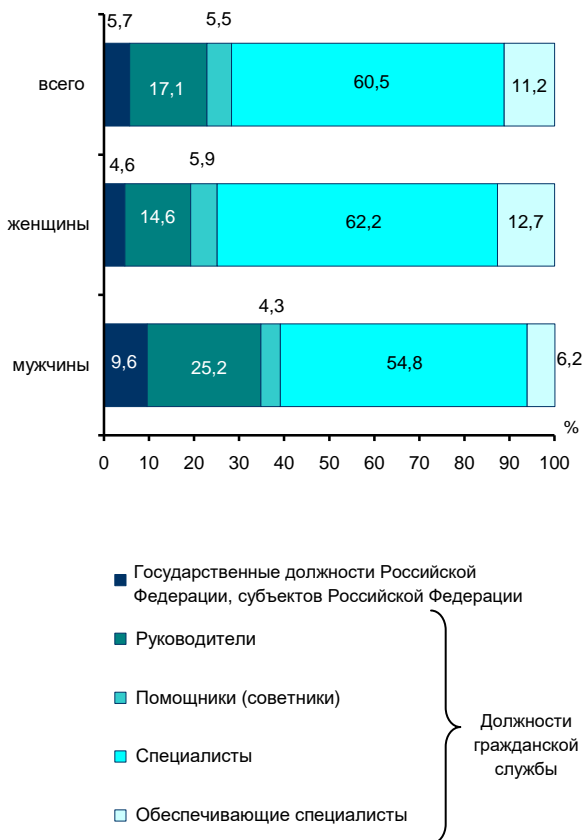 5,7
5,5
всего
17,1
60,5
11,2
4,6
5,9
женщины
14,6
62,2
12,7
4,3
мужчины
9,6
25,2
54,8
6,2
%
0 10 20 30 40 50 60 70 80 90 100
Государственные должности Российской
Федерации, субъектов Российской Федерации
Руководители
Помощники (советники)
Специалисты
Обеспечивающие специалисты
Должности
гражданской
службы